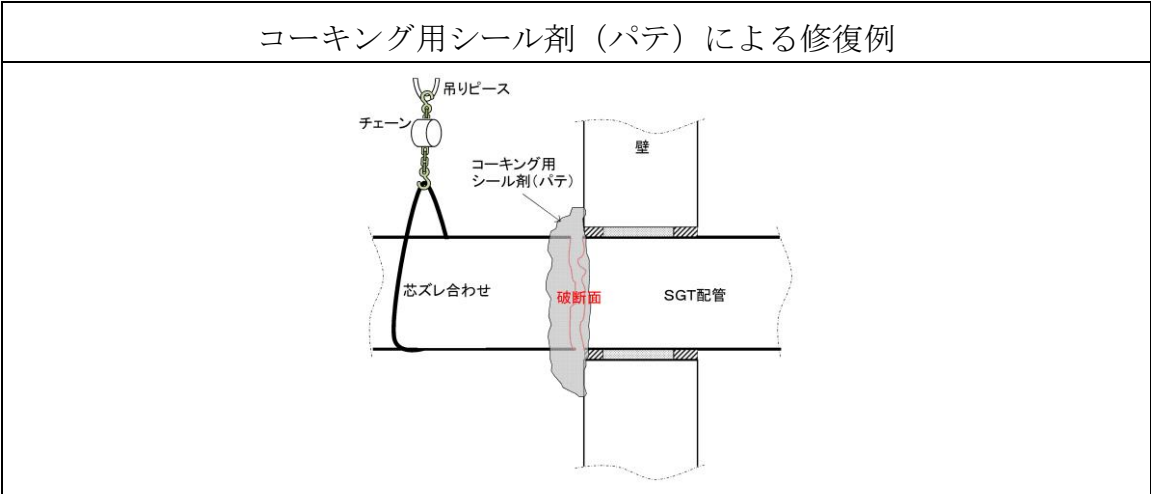 コーキング用シール剤（パテ）による修復例
吊りピース
チェーン
壁
コーキング用
シール剤（パテ）
芯ズレ合わせ
破断面
SGT配管